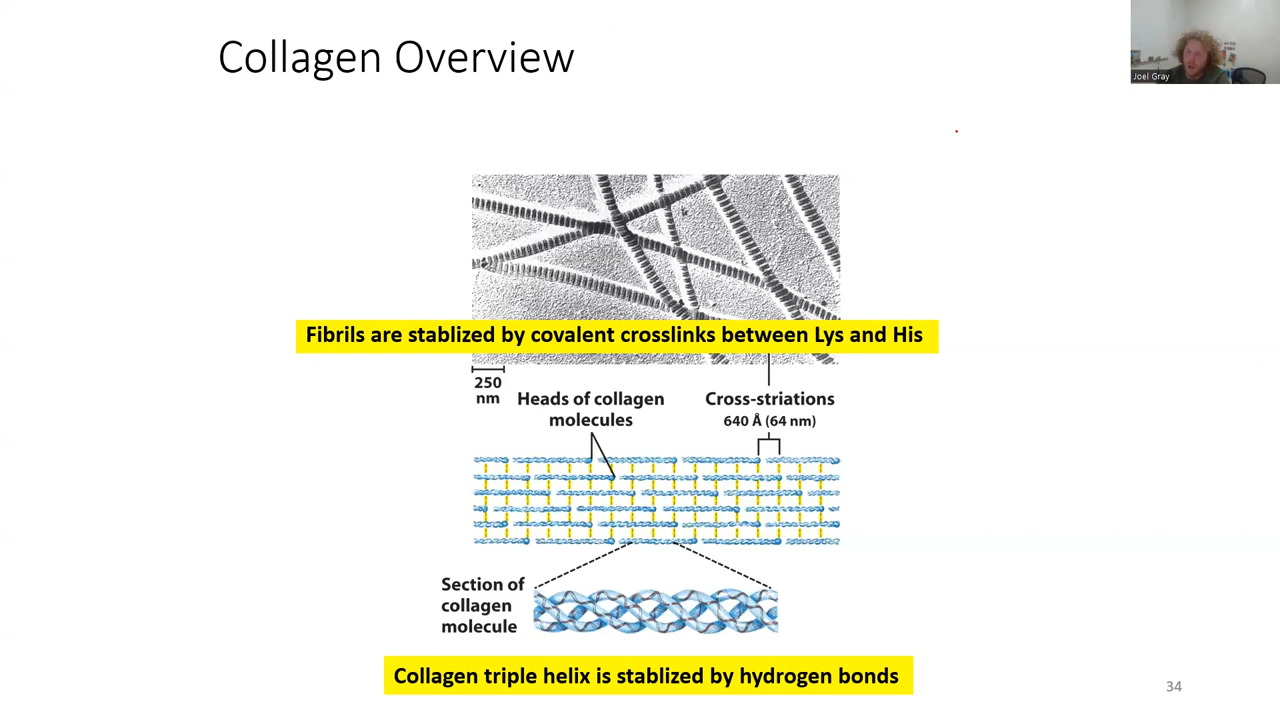 Collagen Overview
Joel Gray
Fibrils are stablized by covalent crosslinks between Lys and His
250
nm
Heads of collagen
molecules
Cross-striations
640 Å (64 nm)
Section of
collagen
molecule
Collagen triple helix is stablized by hydrogen bonds
34